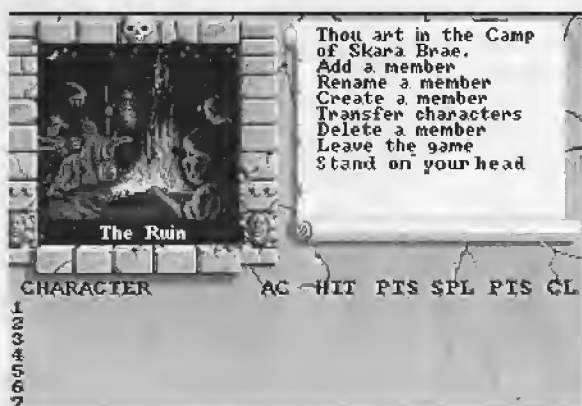 Thou art in the Camp
of Skara Brae.
Add a member
Rename a member
Create a member
Transfer characters
Delete a member
Leave the game
Stand on your head
The Ruin
CHARACTER AC HIT PTS SPL PTS CL
1
2
3
4
5
6
7